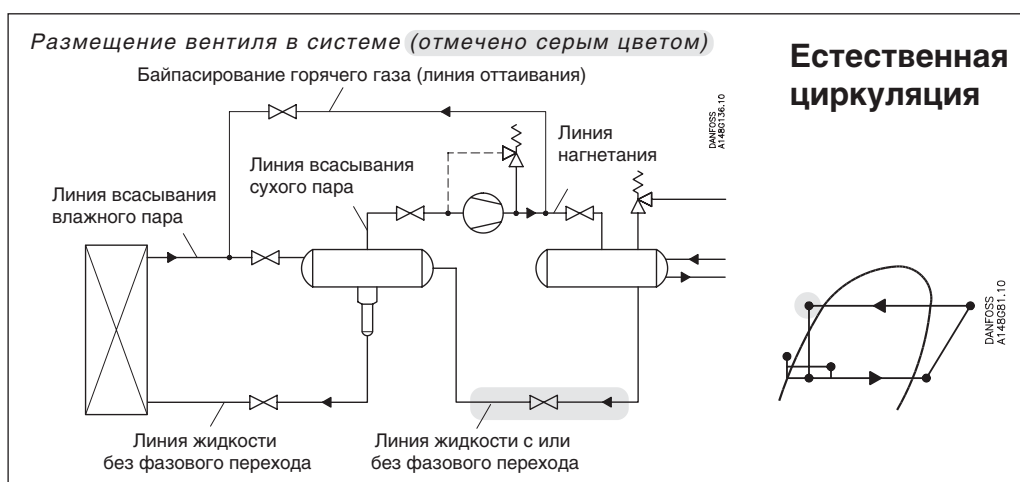 Размещение вентиля в системе (отмечено серым цветом)
Естественная
циркуляция
Байпасирование горячего газа (линия оттаивания)
DANFOSS
A148G136.10
Линия
нагнетания
Линия всасывания
сухого пара
Линия всасывания
влажного пара
DANFOSS
A148G81.10
Линия жидкости
без фазового перехода
Линия жидкости с или
без фазового перехода